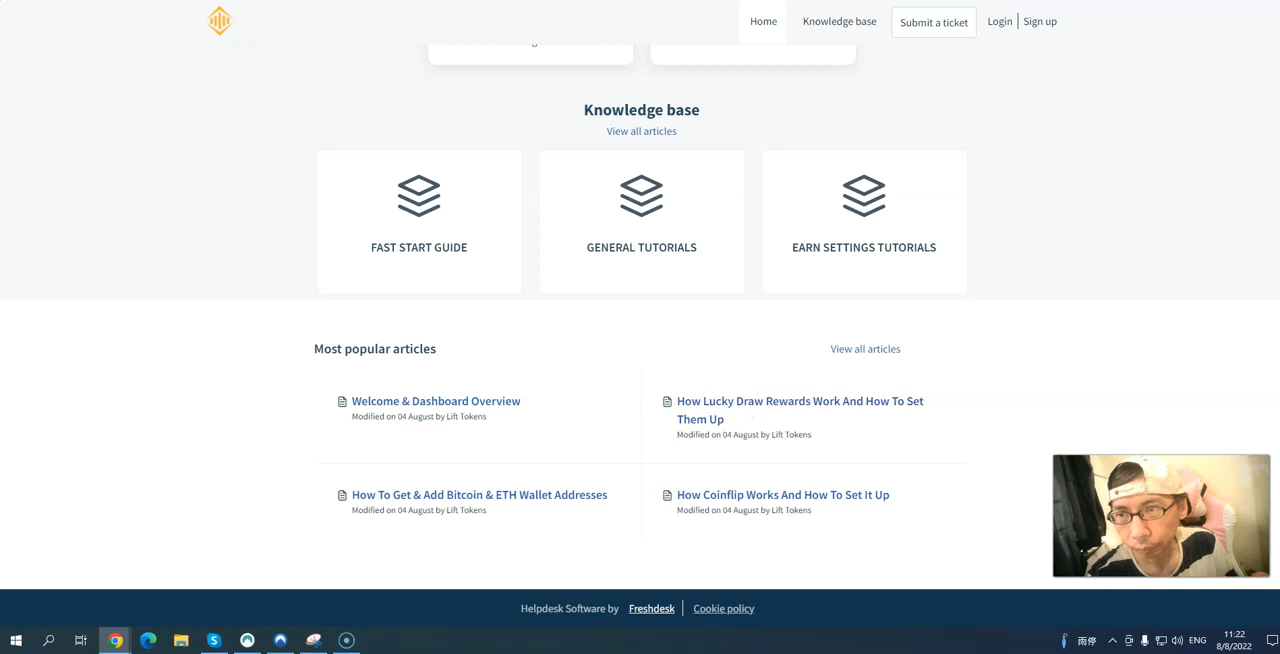 Home
Knowledge base
Submit a ticket
Login
Sign up
Knowledge base
View all articles
FAST START GUIDE
GENERAL TUTORIALS
EARN SETTINGS TUTORIALS
Most popular articles
View all articles
Welcome & Dashboard Overview
Modified on 04 August by Lift Tokens
How Lucky Draw Rewards Work And How To Set
Them Up
Modified on 04 August by Lift Tokens
How To Get & Add Bitcoin & ETH Wallet Addresses
Modified on 04 August by Lift Tokens
How Coinflip Works And How To Set It Up
Modified on 04 August by Lift Tokens
Helpdesk Software by Freshdesk
Cookie policy
雨停
ENG
11:22
8/8/2022